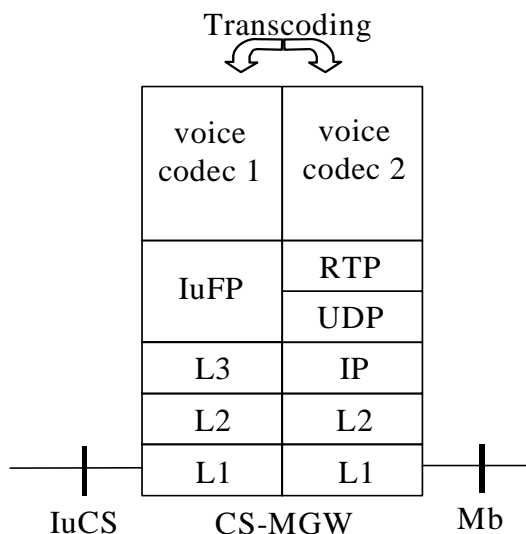 Transcoding
voice
codec 1
voice
codec 2
IuFP
RTP
UDP
L3
IP
L2
L2
L1
L1
IuCS
CS-MGW
Mb